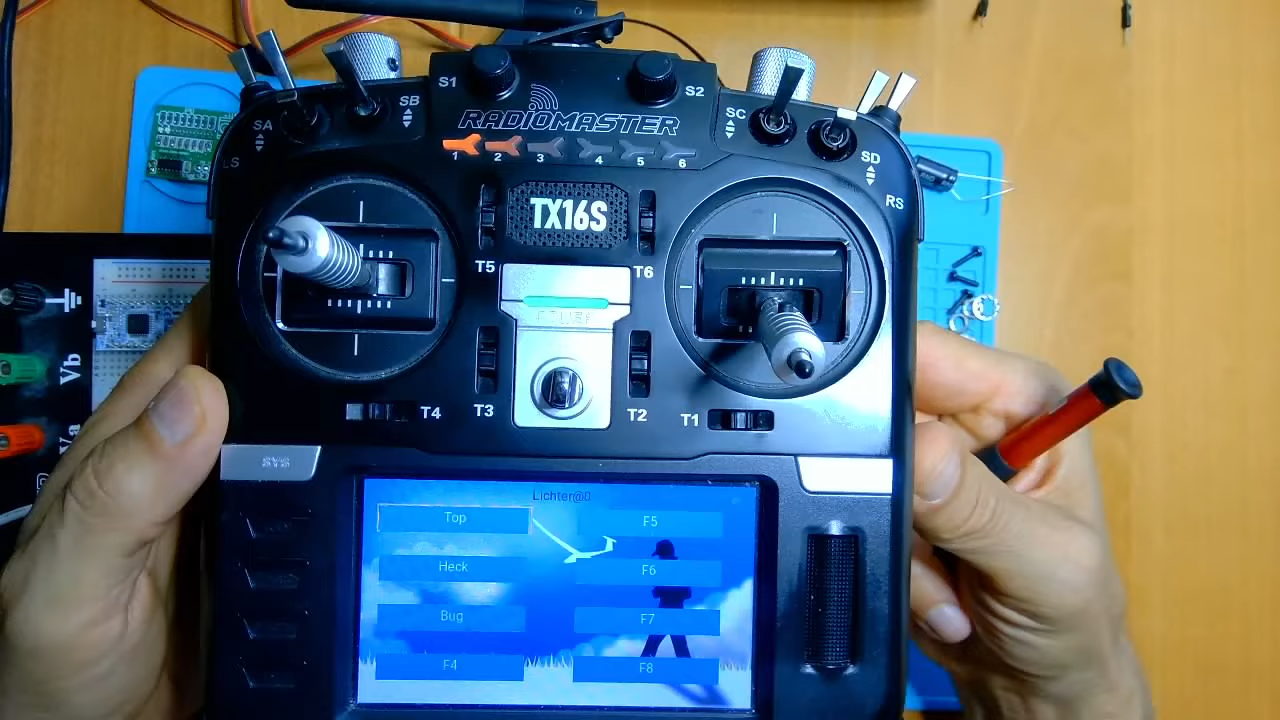 S1
S2
SB
SC
SA
SD
LS
RS
RADIOMASTER
1 2 3 4 5 6
TX16S
T5
T6
T3
T2
T4
T1
Vb
Va
SYS
Lichter@0
Top
F5
Heck
F6
Bug
F7
F4
F8